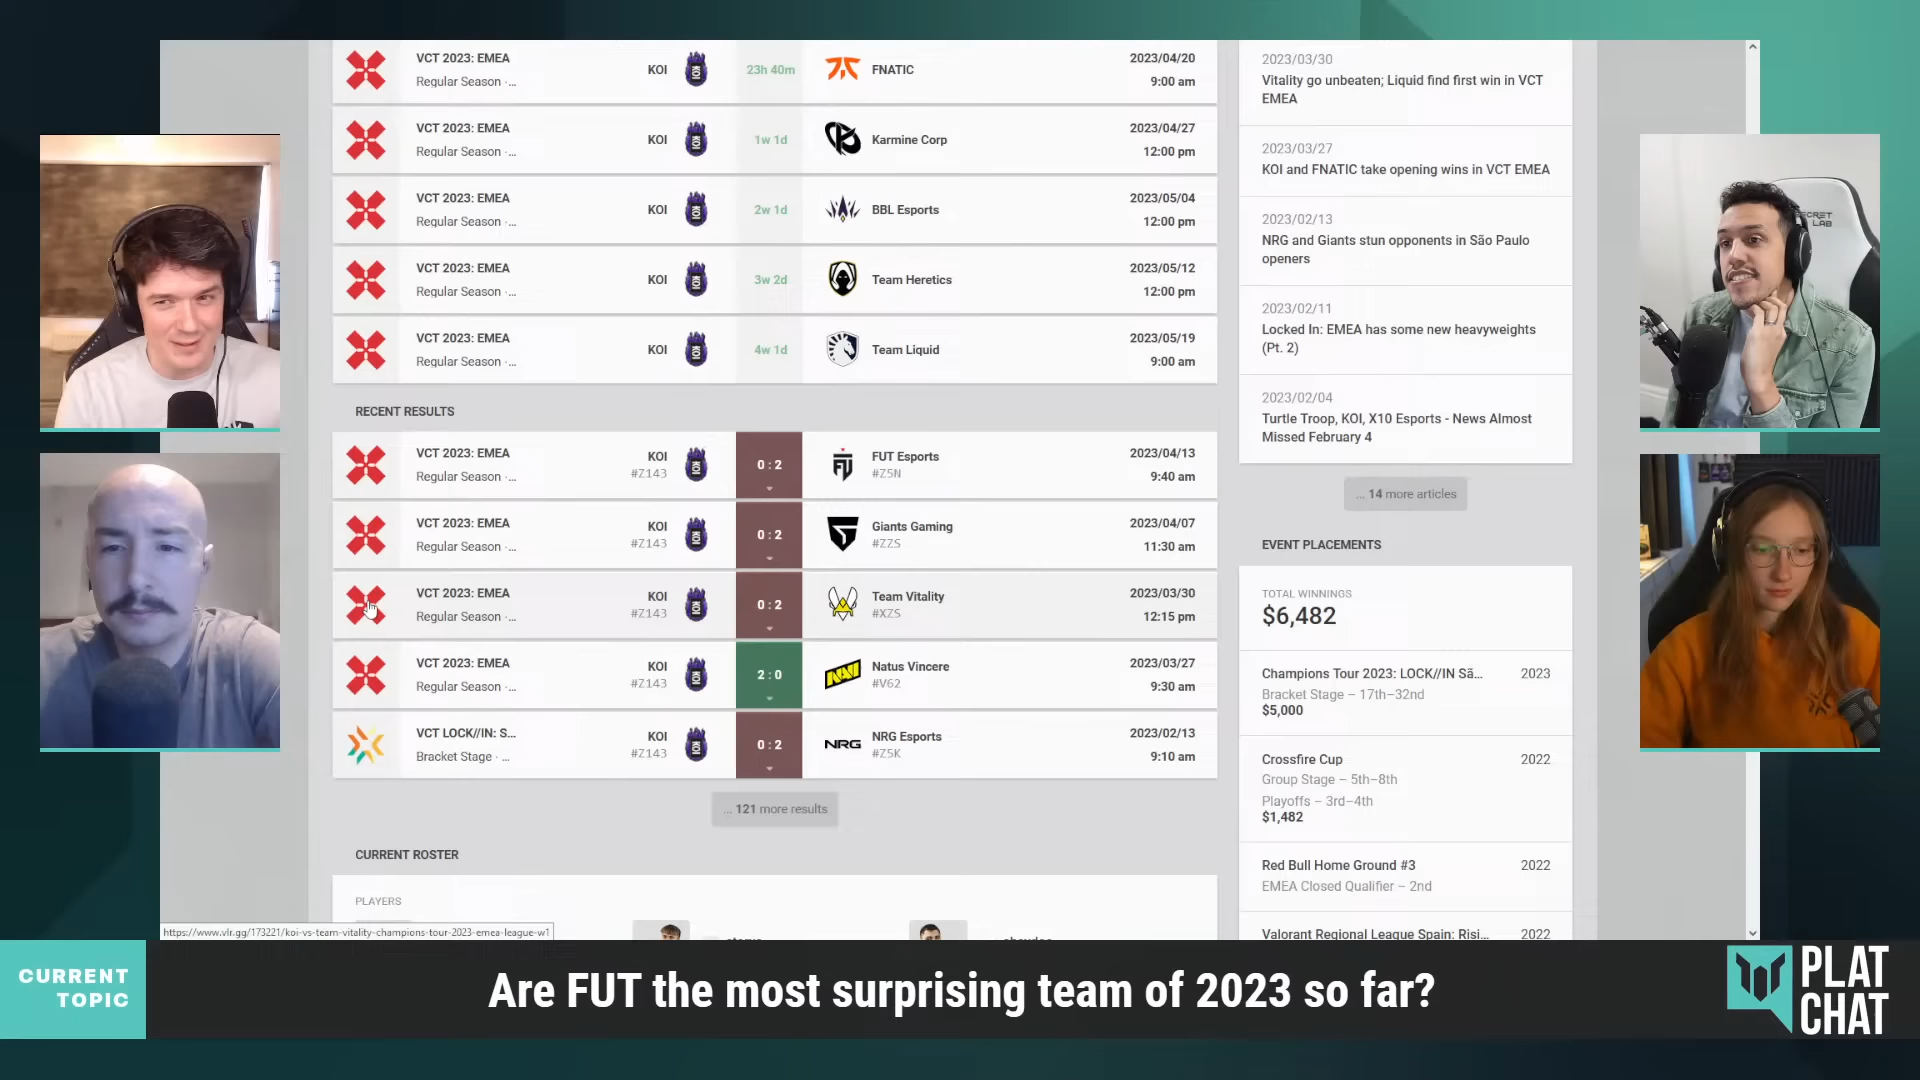 VCT 2023: EMEA
Regular Season ·...
KOI
23h 40m
FNATIC
2023/04/20
9:00 am
VCT 2023: EMEA
Regular Season ·...
KOI
1w 1d
Karmine Corp
2023/04/27
12:00 pm
VCT 2023: EMEA
Regular Season ·...
KOI
2w 1d
BBL Esports
2023/05/04
12:00 pm
VCT 2023: EMEA
Regular Season ·...
KOI
3w 2d
Team Heretics
2023/05/12
12:00 pm
VCT 2023: EMEA
Regular Season ·...
KOI
4w 1d
Team Liquid
2023/05/19
9:00 am
RECENT RESULTS
VCT 2023: EMEA
Regular Season ·...
KOI
#Z143
0 : 2
FUT Esports
#Z5N
2023/04/13
9:40 am
VCT 2023: EMEA
Regular Season ·...
KOI
#Z143
0 : 2
Giants Gaming
#ZZS
2023/04/07
11:30 am
VCT 2023: EMEA
Regular Season ·...
KOI
#Z143
0 : 2
Team Vitality
#XZS
2023/03/30
12:15 pm
VCT 2023: EMEA
Regular Season ·...
KOI
#Z143
2 : 0
Natus Vincere
#V62
2023/03/27
9:30 am
VCT LOCK//IN: S...
Bracket Stage · ...
KOI
#Z143
0 : 2
NRG
NRG Esports
#Z5K
2023/02/13
9:10 am
... 121 more results
CURRENT ROSTER
PLAYERS
https://www.vlr.gg/173221/koi-vs-team-vitality-champions-tour-2023-emea-league-w1
2023/03/30
Vitality go unbeaten; Liquid find first win in VCT
EMEA
2023/03/27
KOI and FNATIC take opening wins in VCT EMEA
2023/02/13
NRG and Giants stun opponents in São Paulo
openers
2023/02/11
Locked In: EMEA has some new heavyweights
(Pt. 2)
2023/02/04
Turtle Troop, KOI, X10 Esports - News Almost
Missed February 4
... 14 more articles
EVENT PLACEMENTS
TOTAL WINNINGS
$6,482
Champions Tour 2023: LOCK//IN Sã...
2023
Bracket Stage – 17th–32nd
$5,000
Crossfire Cup
2022
Group Stage – 5th–8th
Playoffs – 3rd–4th
$1,482
Red Bull Home Ground #3
2022
EMEA Closed Qualifier – 2nd
Valorant Regional League Spain: Risi...
2022
SECRET
LAB
CURRENT
TOPIC
Are FUT the most surprising team of 2023 so far?
PLAT
CHAT